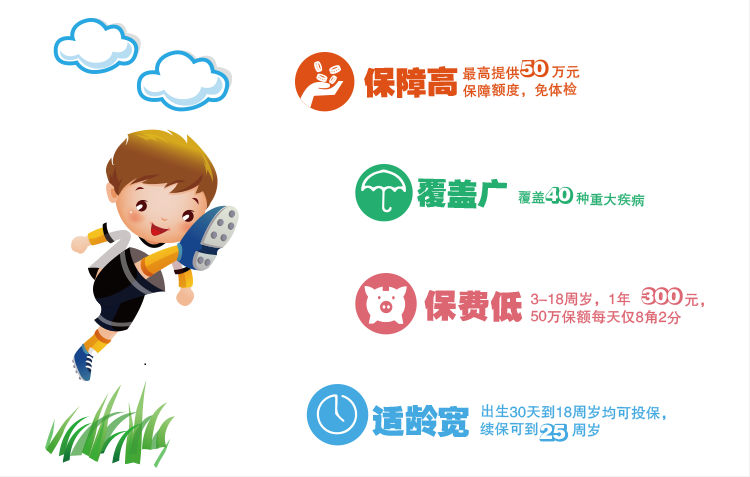 保障高
最高提供50万元
保障额度，免体检
覆盖广
覆盖40种重大疾病
保费低
3-18周岁，1年 300元，
50万保额每天仅8角2分
适龄宽
出生30天到18周岁均可投保，
续保可到25周岁